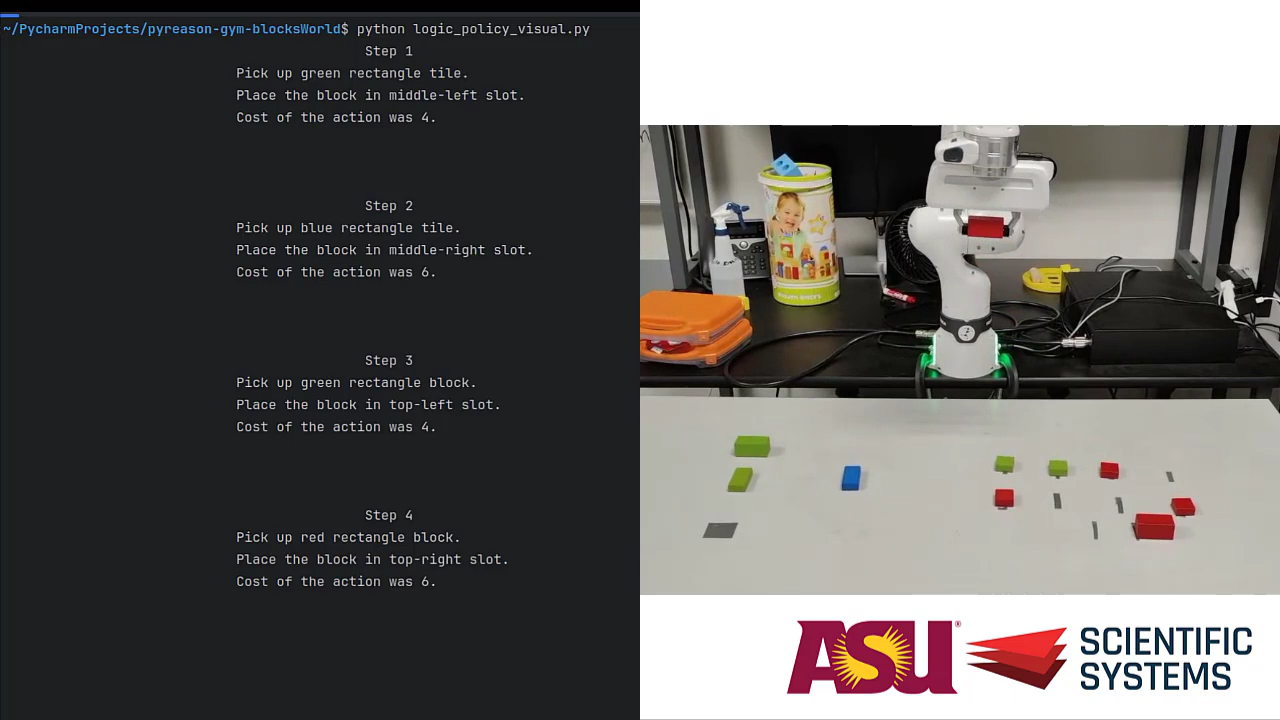 ~/PycharmProjects/pyreason-gym-blocksWorld$ python logic_policy_visual.py
Step 1
Pick up green rectangle tile.
Place the block in middle-left slot.
Cost of the action was 4.
Step 2
Pick up blue rectangle tile.
Place the block in middle-right slot.
Cost of the action was 6.
Step 3
Pick up green rectangle block.
Place the block in top-left slot.
Cost of the action was 4.
Step 4
Pick up red rectangle block.
Place the block in top-right slot.
Cost of the action was 6.
ASU®
SCIENTIFIC
SYSTEMS